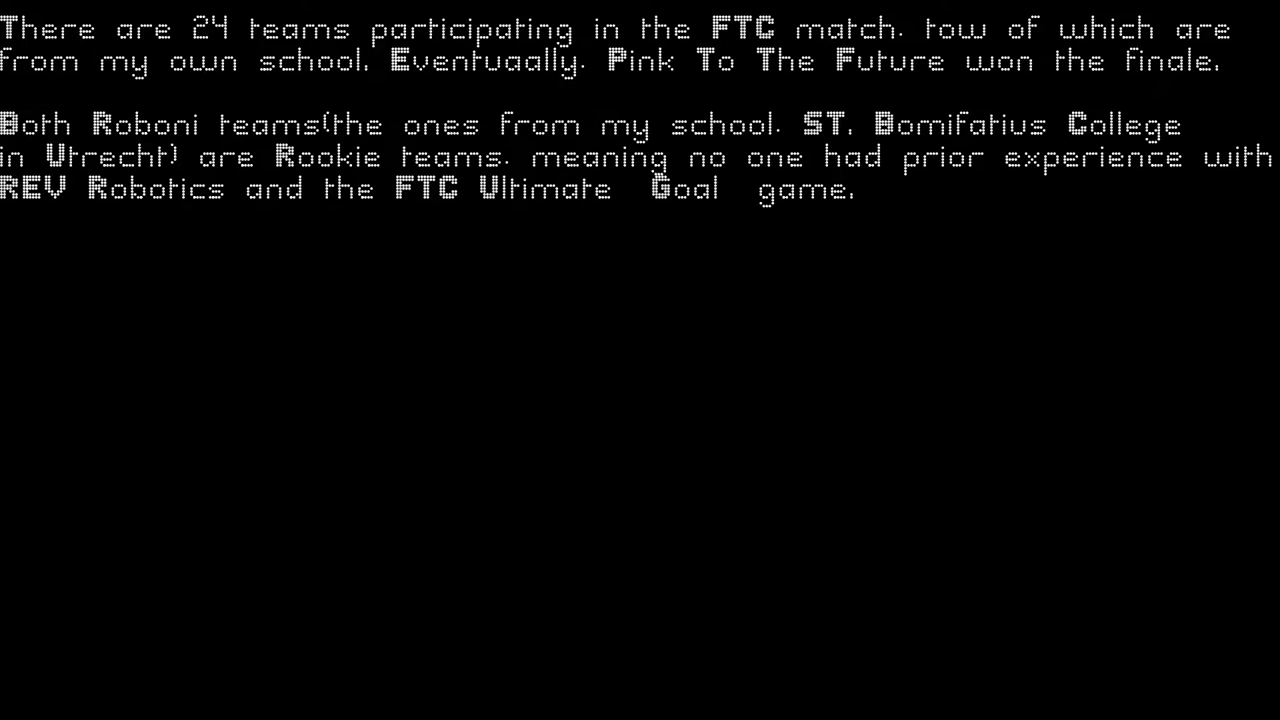 There are 24 teams participating in the FTC match, tow of which are
from my own school. Eventuaally, Pink To The Future won the finale.
Both Roboni teams(the ones from my school, ST. Bomifatius College
in Utrecht) are Rookie teams, meaning no one had prior experience with
REV Robotics and the FTC Ultimate Goal game.